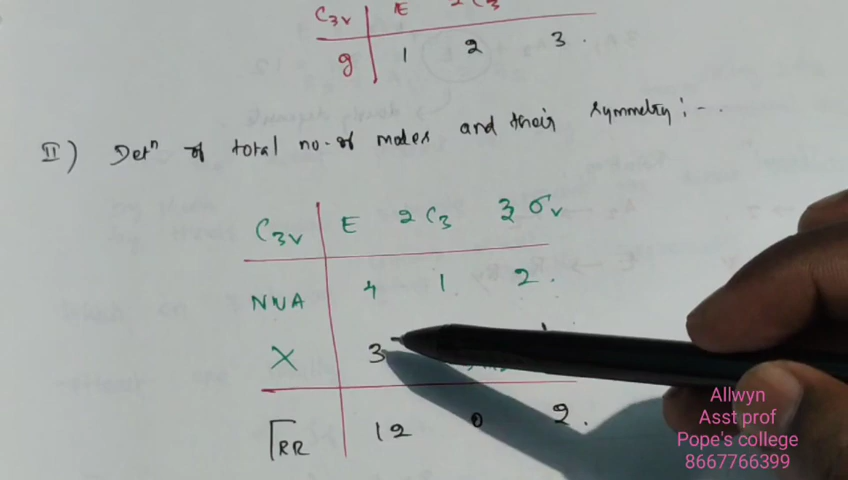 C3v E 2C3
g 1 2 3.
II) Detn of total no. of modes and their symmetry:-..
C3v E 2C3 3σv
NUA 4 1 2.
X 3
ΓRR 12 0 2.
Allwyn
Asst prof
Pope's college
8667766399